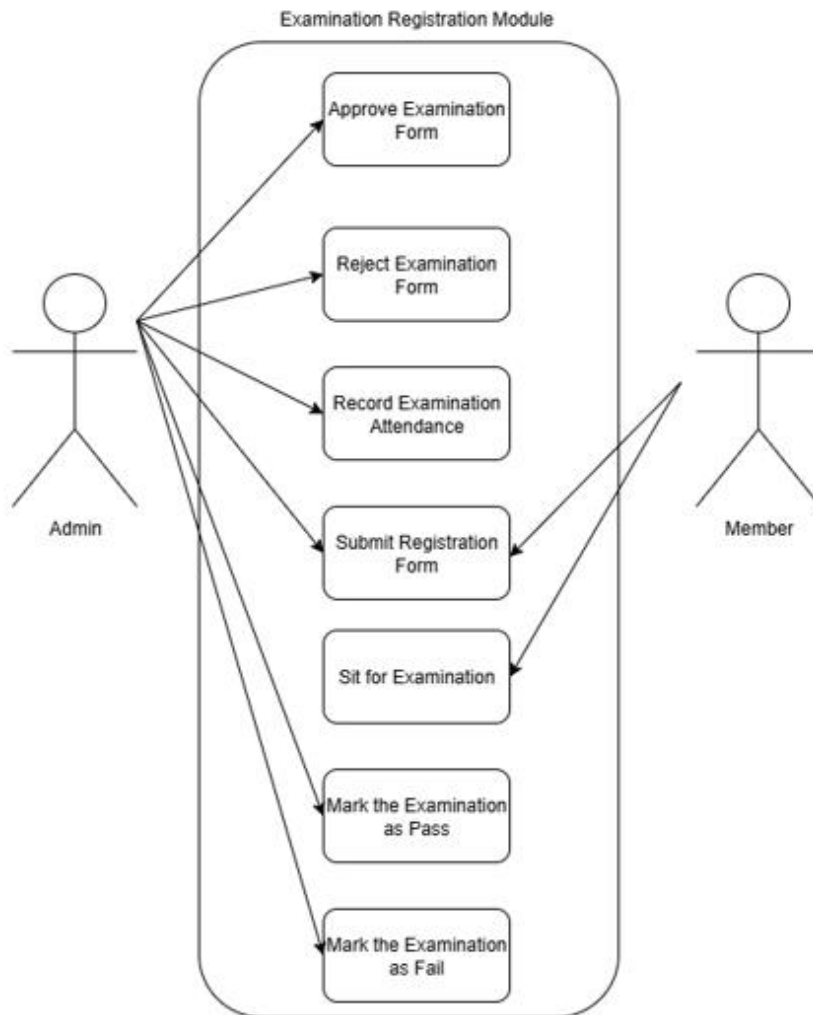 Examination Registration Module
Approve Examination
Form
Reject Examination
Form
Record Examination
Attendance
Admin
Member
Submit Registration
Form
Sit for Examination
Mark the Examination
as Pass
Mark the Examination
as Fail